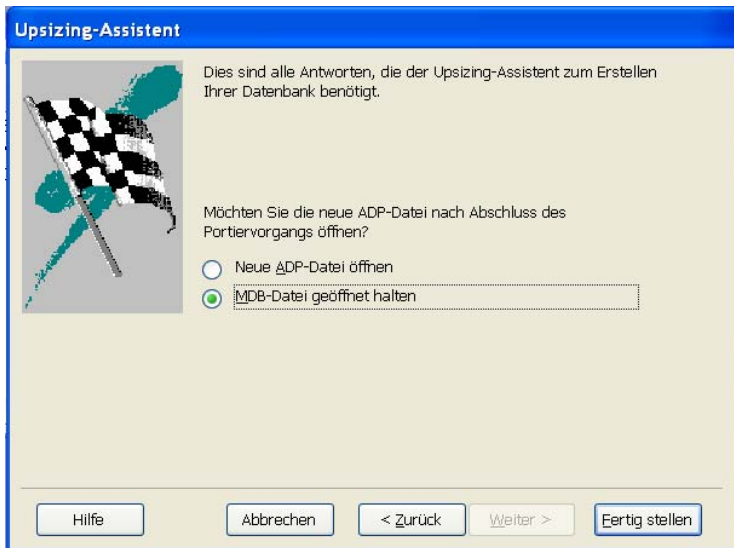 Upsizing-Assistent
Dies sind alle Antworten, die der Upsizing-Assistent zum Erstellen
Ihrer Datenbank benötigt.
Möchten Sie die neue ADP-Datei nach Abschluss des
Portiervorgangs öffnen?
Neue ADP-Datei öffnen
MDB-Datei geöffnet halten
Hilfe
Abbrechen
< Zurück
Weiter >
Fertig stellen